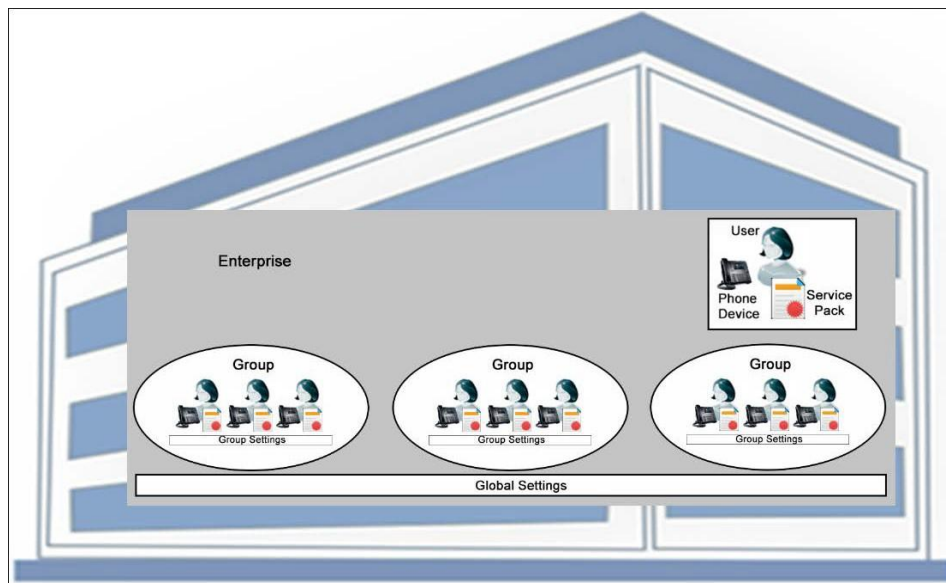 Enterprise
User
Phone
Device
Service
Pack
Group
Group Settings
Group
Group Settings
Group
Group Settings
Global Settings